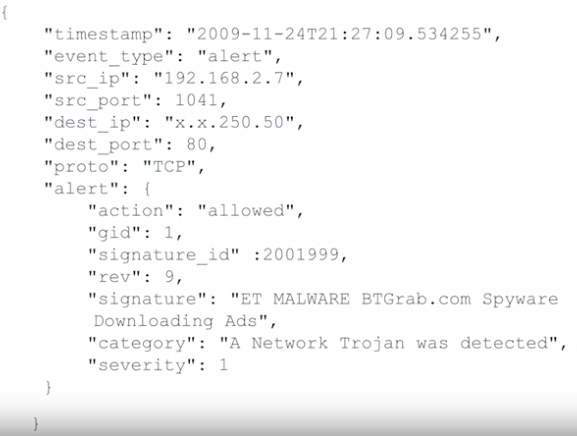 {
"timestamp": "2009-11-24T21:27:09.534255",
"event_type": "alert",
"src_ip": "192.168.2.7",
"src_port": 1041,
"dest_ip": "x.x.250.50",
"dest_port": 80,
"proto": "TCP",
"alert": {
"action": "allowed",
"gid": 1,
"signature_id" :2001999,
"rev": 9,
"signature": "ET MALWARE BTGrab.com Spyware
Downloading Ads",
"category": "A Network Trojan was detected",
"severity": 1
}
}